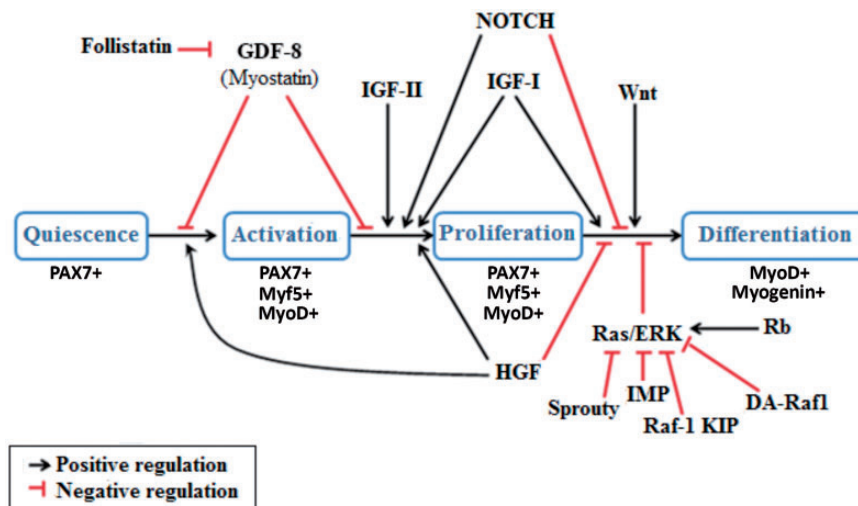 NOTCH
Follistatin
GDF-8
(Myostatin)
IGF-II
IGF-I
Wnt
Quiescence
Activation
Proliferation
Differentiation
PAX7+
PAX7+
Myf5+
MyoD+
PAX7+
Myf5+
MyoD+
MyoD+
Myogenin+
Ras/ERK
Rb
HGF
Sprouty
IMP
Raf-1 KIP
DA-Raf1
Positive regulation
Negative regulation